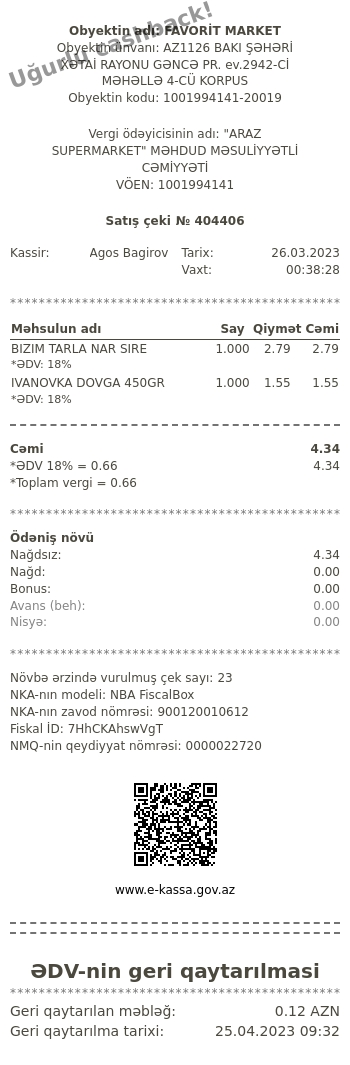 Uğurlu cashback!
Obyektin adı: FAVORİT MARKET
Obyektin ünvanı: AZ1126 BAKI ŞƏHƏRİ
XƏTAİ RAYONU GƏNCƏ PR. ev.2942-Cİ
MƏHƏLLƏ 4-CÜ KORPUS
Obyektin kodu: 1001994141-20019
Vergi ödəyicisinin adı: "ARAZ
SUPERMARKET" MƏHDUD MƏSULİYYƏTLİ
CƏMİYYƏTİ
VÖEN: 1001994141
Satış çeki № 404406
Kassir: Agos Bagirov Tarix: 26.03.2023
Vaxt: 00:38:28
Məhsulun adı Say Qiymət Cəmi
BIZIM TARLA NAR SIRE 1.000 2.79 2.79
*ƏDV: 18%
IVANOVKA DOVGA 450GR 1.000 1.55 1.55
*ƏDV: 18%
Cəmi 4.34
*ƏDV 18% = 0.66 4.34
*Toplam vergi = 0.66
Ödəniş növü
Nağdsız: 4.34
Nağd: 0.00
Bonus: 0.00
Avans (beh): 0.00
Nisyə: 0.00
Növbə ərzində vurulmuş çek sayı: 23
NKA-nın modeli: NBA FiscalBox
NKA-nın zavod nömrəsi: 900120010612
Fiskal İD: 7HhCKAhswVgT
NMQ-nin qeydiyyat nömrəsi: 0000022720
www.e-kassa.gov.az
ƏDV-nin geri qaytarılmasi
Geri qaytarılan məbləğ: 0.12 AZN
Geri qaytarılma tarixi: 25.04.2023 09:32